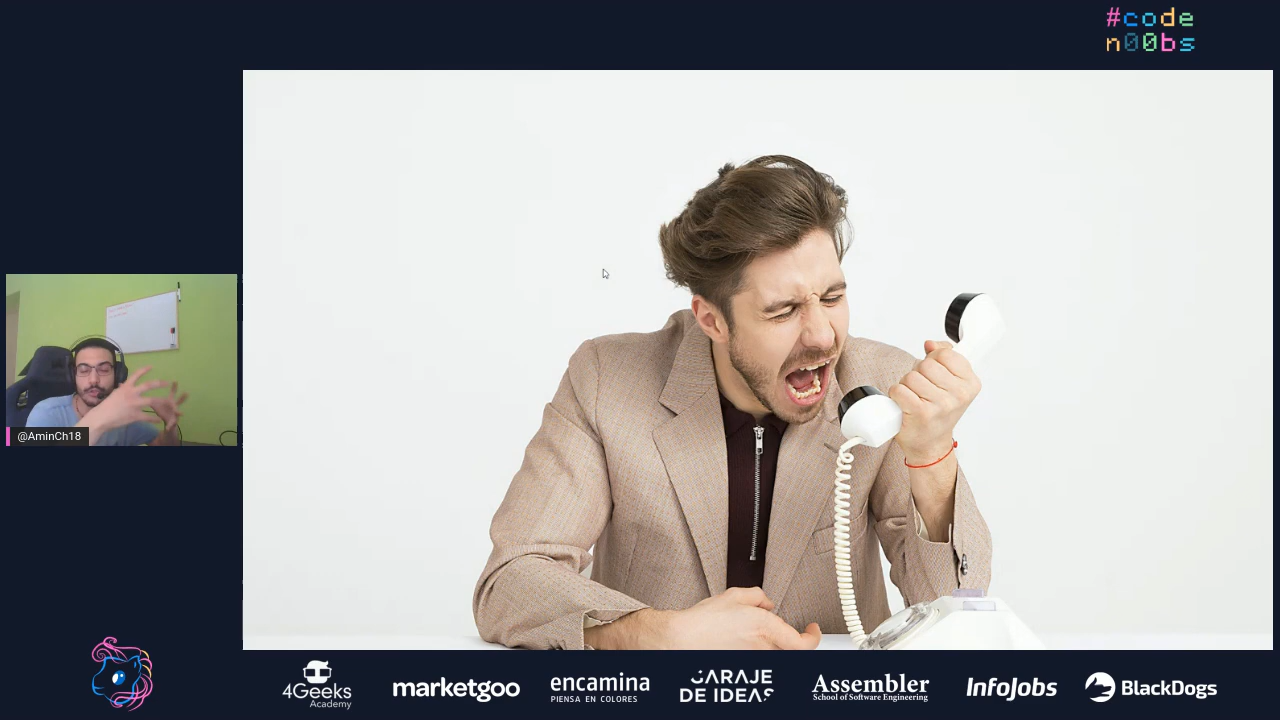 #code
n00bs
@AminCh18
4Geeks
Academy
marketgoo
encamina
PIENSA EN COLORES
GARAJE
DE IDEAS
Assembler
School of Software Engineering
InfoJobs
BlackDogs